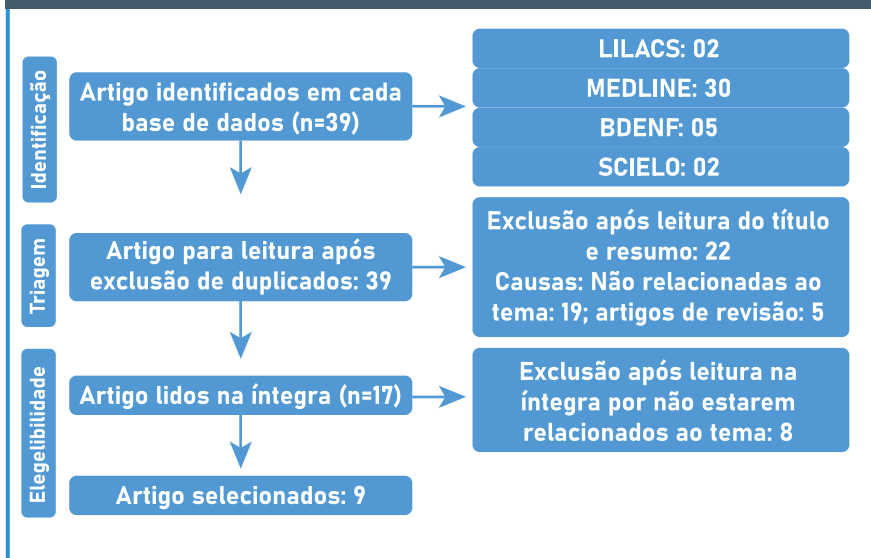 Identificação
Artigo identificados em cada
base de dados (n=39)
LILACS: 02
MEDLINE: 30
BDENF: 05
SCIELO: 02
Triagem
Artigo para leitura após
exclusão de duplicados: 39
Exclusão após leitura do título
e resumo: 22
Causas: Não relacionadas ao
tema: 19; artigos de revisão: 5
Elegelibilidade
Artigo lidos na íntegra (n=17)
Exclusão após leitura na
íntegra por não estarem
relacionados ao tema: 8
Artigo selecionados: 9